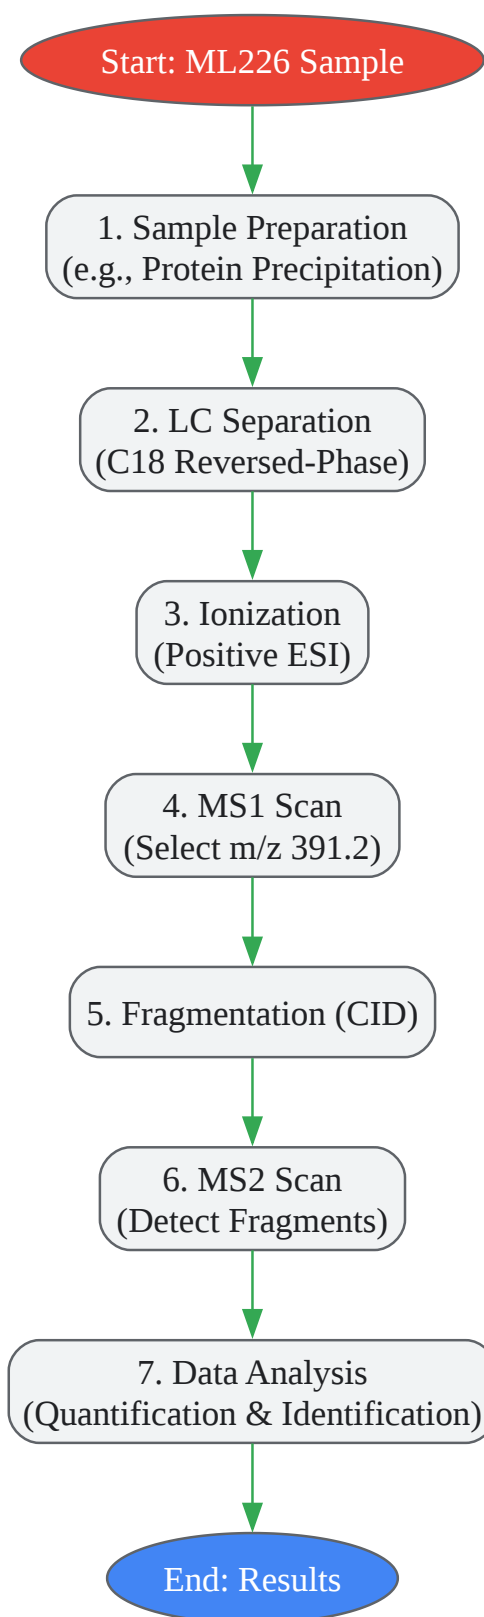 Start: ML226 Sample
1. Sample Preparation
(e.g., Protein Precipitation)
2. LC Separation
(C18 Reversed-Phase)
3. Ionization
(Positive ESI)
4. MS1 Scan
(Select m/z 391.2)
5. Fragmentation (CID)
6. MS2 Scan
(Detect Fragments)
7. Data Analysis
(Quantification & Identification)
End: Results